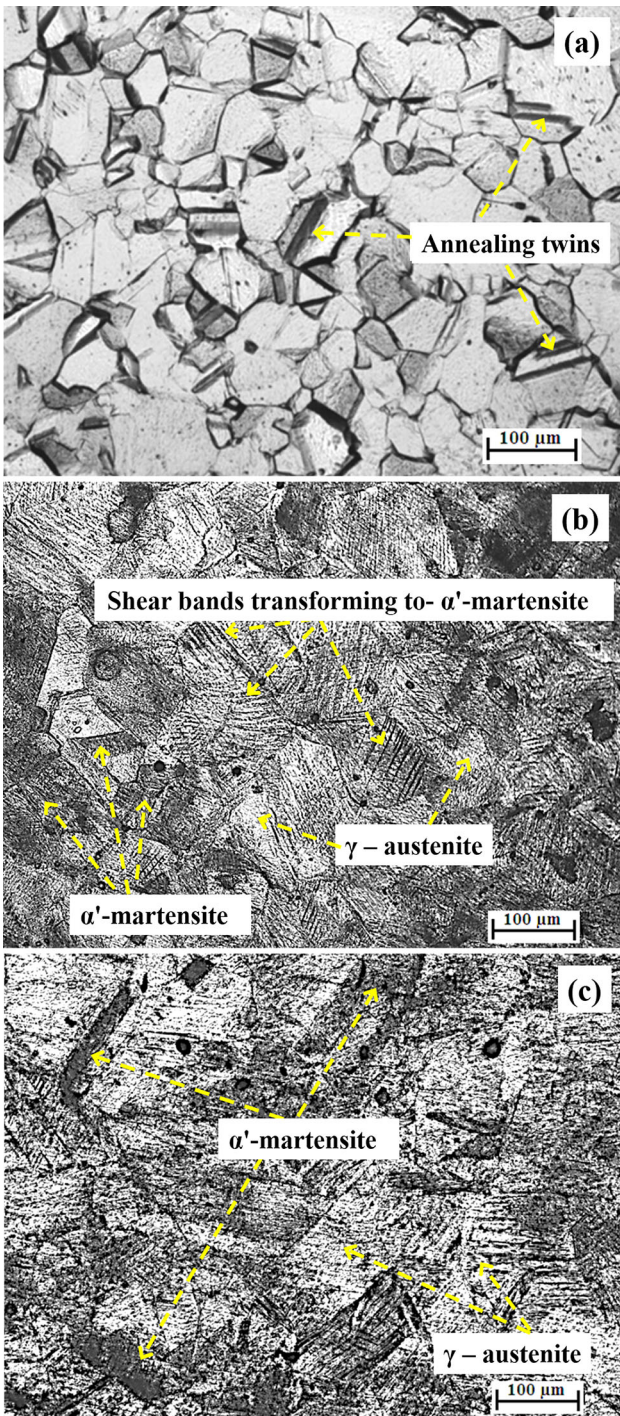 (a)
Annealing twins
100 µm
(b)
Shear bands transforming to- α'-martensite
γ – austenite
α'-martensite
100 µm
(c)
α'-martensite
γ – austenite
100 µm